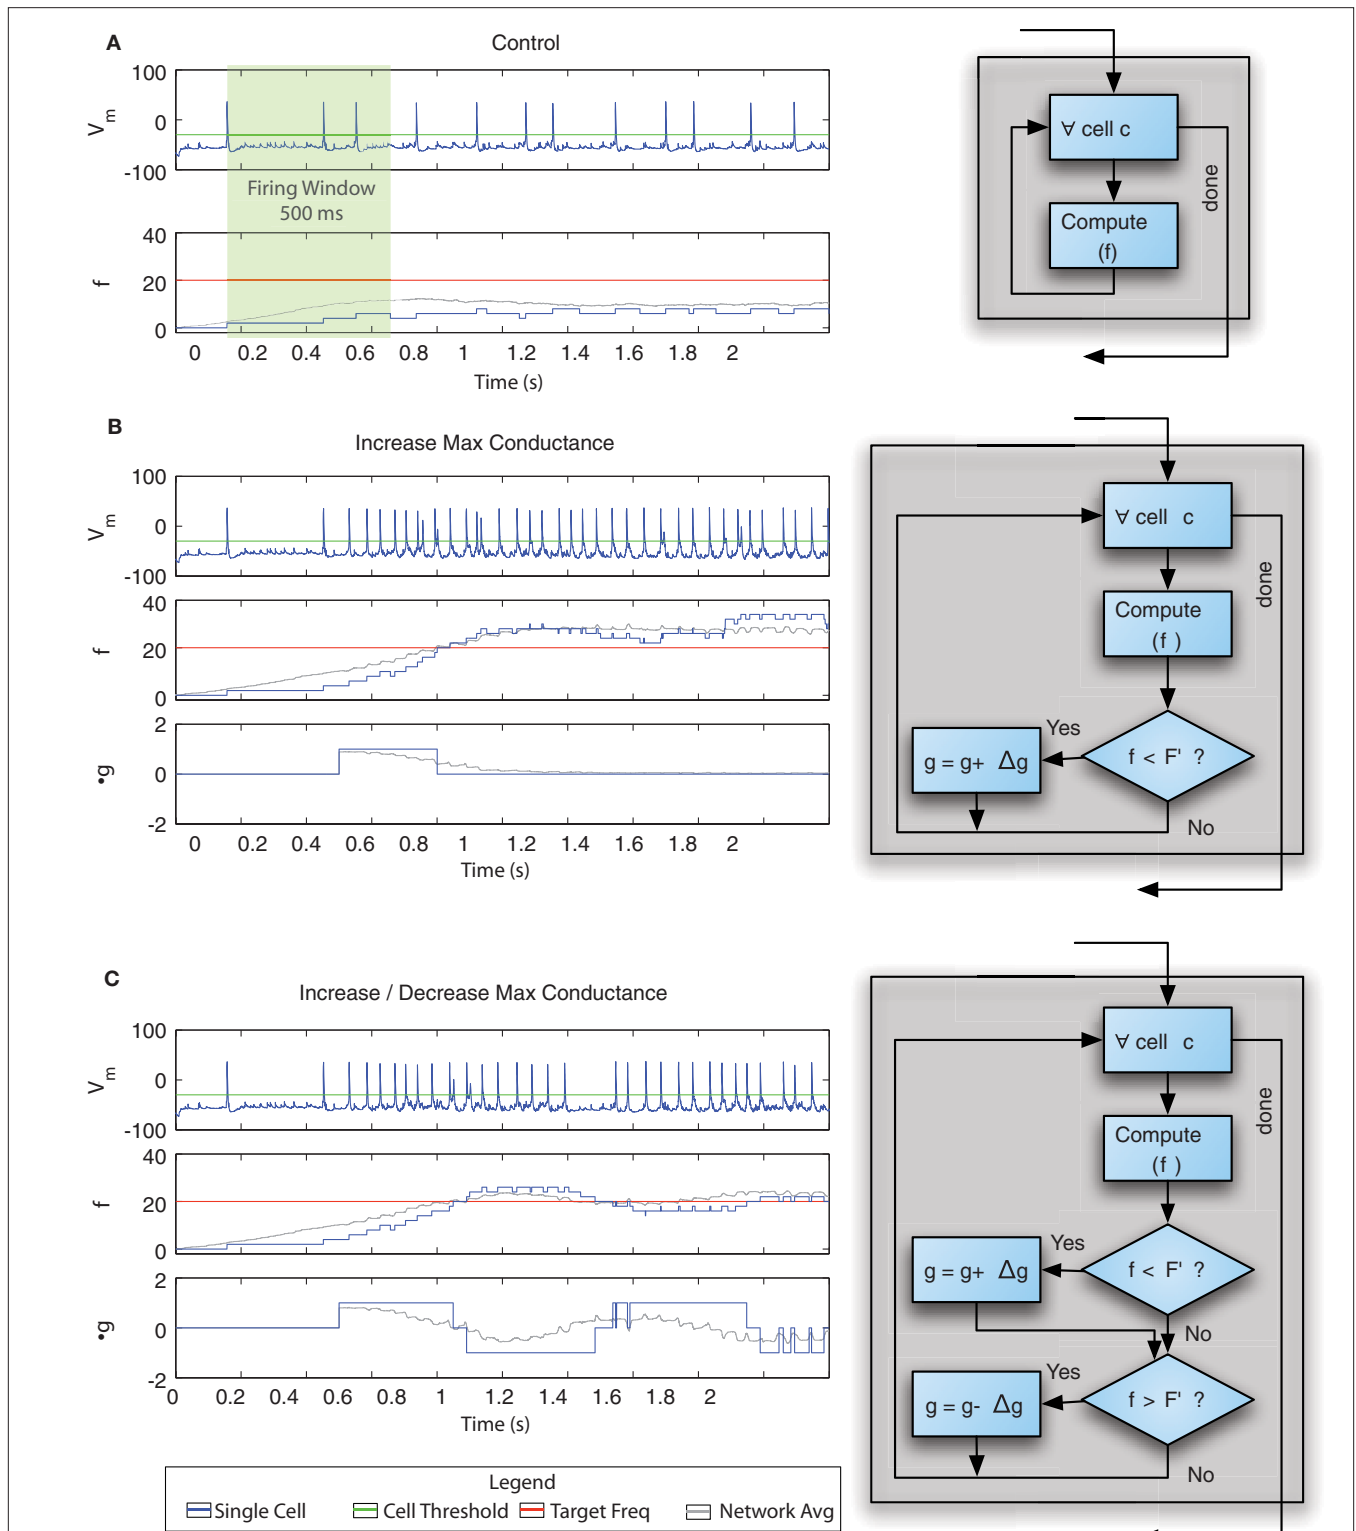 A
Control
100
0
-100
V m
Firing Window
500 ms
40
20
0
f
0 0.2 0.4 0.6 0.8 1 1.2 1.4 1.6 1.8 2
Time (s)
∀ cell c
Compute
(f)
done
B
Increase Max Conductance
100
0
-100
V m
40
20
0
f
2
0
-2
•g
0 0.2 0.4 0.6 0.8 1 1.2 1.4 1.6 1.8 2
Time (s)
∀ cell c
Compute
(f )
done
Yes
f < F' ?
g = g+ Δg
No
C
Increase / Decrease Max Conductance
100
0
-100
V m
40
20
0
f
2
0
-2
•g
0 0.2 0.4 0.6 0.8 1 1.2 1.4 1.6 1.8 2
Time (s)
∀ cell c
Compute
(f )
done
Yes
f < F' ?
g = g+ Δg
No
Yes
f > F' ?
g = g- Δg
No
Legend
Single Cell
Cell Threshold
Target Freq
Network Avg